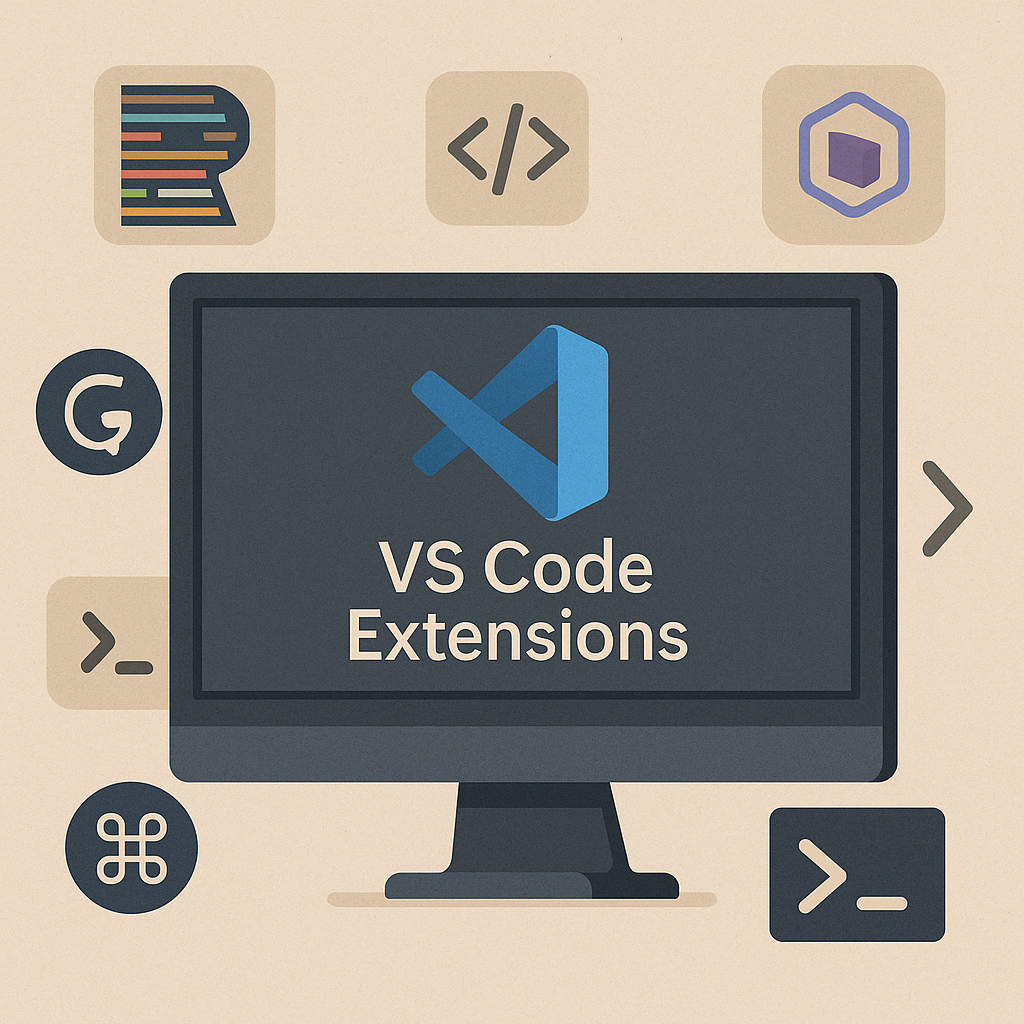 </>
G
VS Code
Extensions
>_
>
⌘
>_